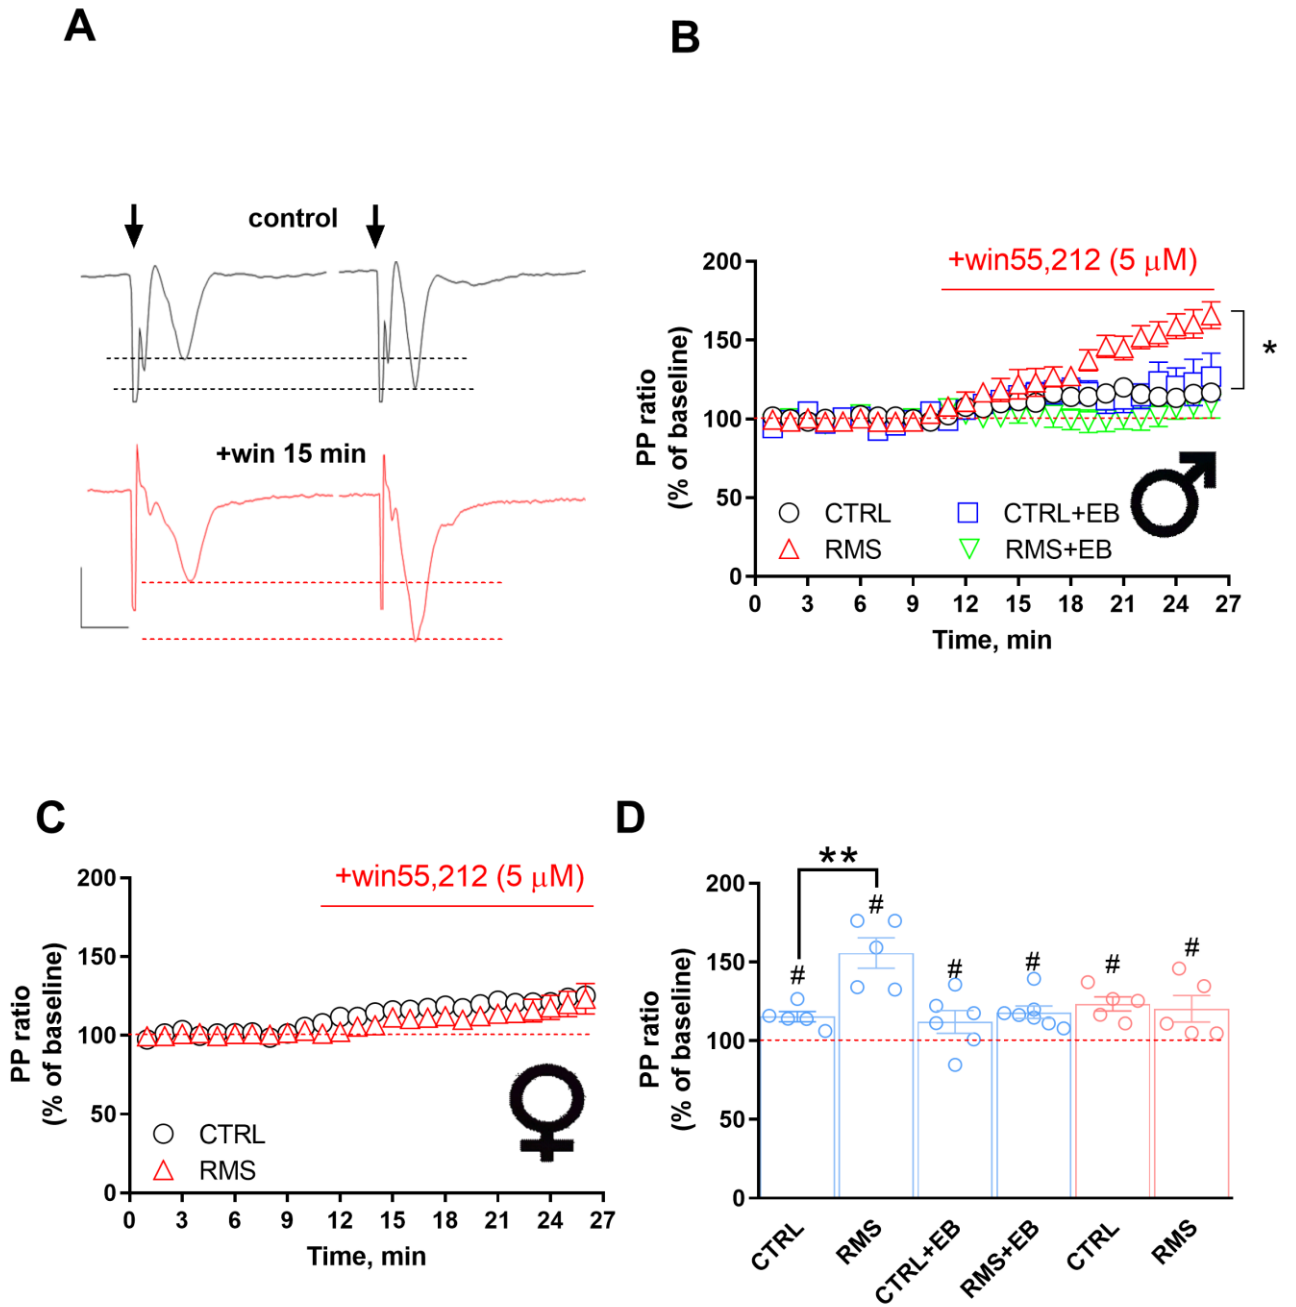 A
control
+win 15 min
B
+win55,212 (5 μM)
PP ratio
(% of baseline)
200
150
100
50
0
*
CTRL
CTRL+EB
RMS
RMS+EB
0 3 6 9 12 15 18 21 24 27
Time, min
C
+win55,212 (5 μM)
PP ratio
(% of baseline)
200
150
100
50
0
CTRL
RMS
0 3 6 9 12 15 18 21 24 27
Time, min
D
PP ratio
(% of baseline)
200
150
100
50
0
**
# # # # # #
CTRL RMS CTRL+EB RMS+EB CTRL RMS